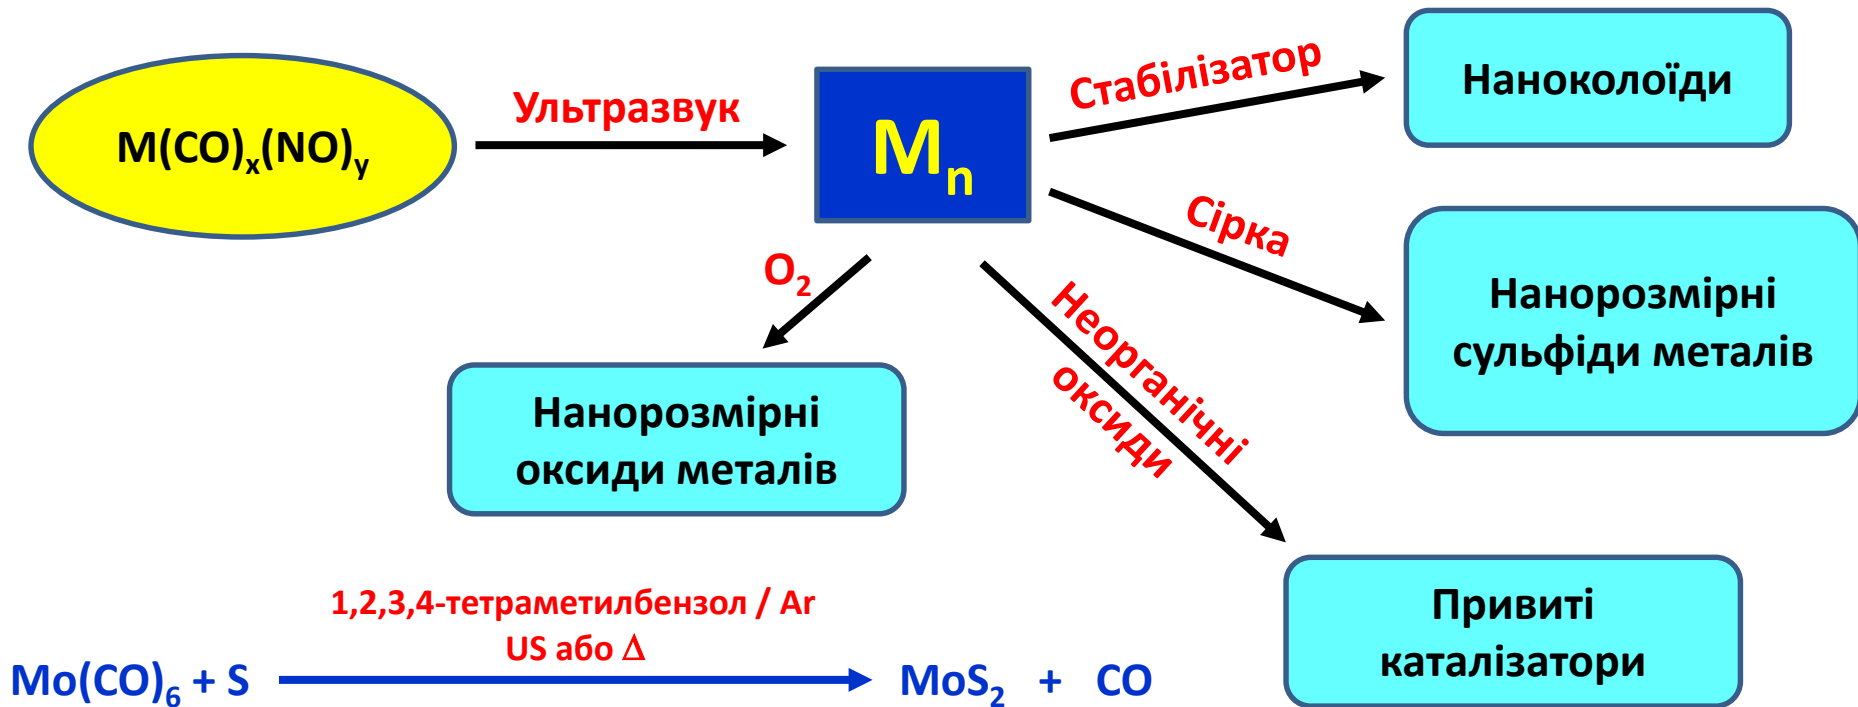 M(CO)x(NO)y
Ультразвук
Mn
Стабілізатор
Наноколоїди
Сірка
Нанорозмірні
сульфіди металів
O2
Нанорозмірні
оксиди металів
Неорганічні
оксиди
Привиті
каталізатори
1,2,3,4-тетраметилбензол / Ar
US або Δ
Mo(CO)6 + S MoS2 + CO